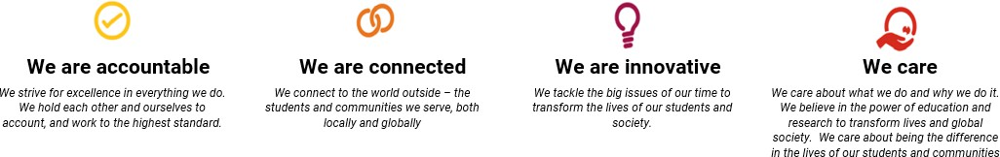 We are accountable
We strive for excellence in everything we do.
We hold each other and ourselves to
account, and work to the highest standard.
We are connected
We connect to the world outside – the
students and communities we serve, both
locally and globally
We are innovative
We tackle the big issues of our time to
transform the lives of our students and
society.
We care
We care about what we do and why we do it.
We believe in the power of education and
research to transform lives and global
society.  We care about being the difference
in the lives of our students and communities